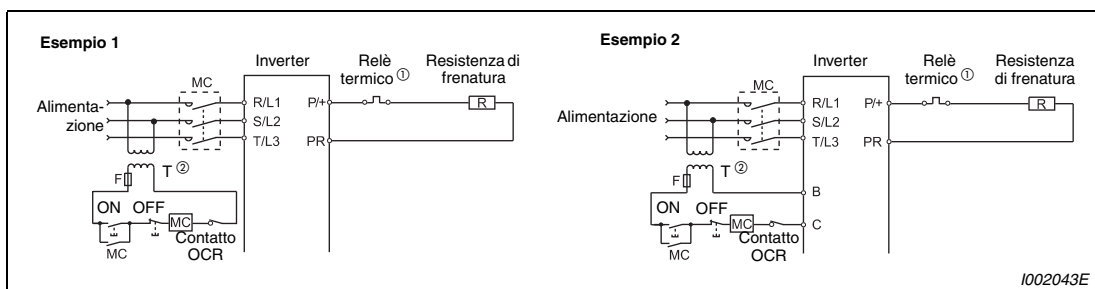 Esempio 1
Inverter
Relè termico ①
Resistenza di frenatura
MC
Alimenta-
zione
R/L1
S/L2
T/L3
P/+
PR
R
T ②
F
ON
OFF
MC
MC
Contatto
OCR
Esempio 2
Inverter
Relè
termico ①
Resistenza
di frenatura
MC
Alimentazione
R/L1
S/L2
T/L3
P/+
PR
R
T ②
F
B
ON
OFF
MC
C
MC
Contatto
OCR
I002043E